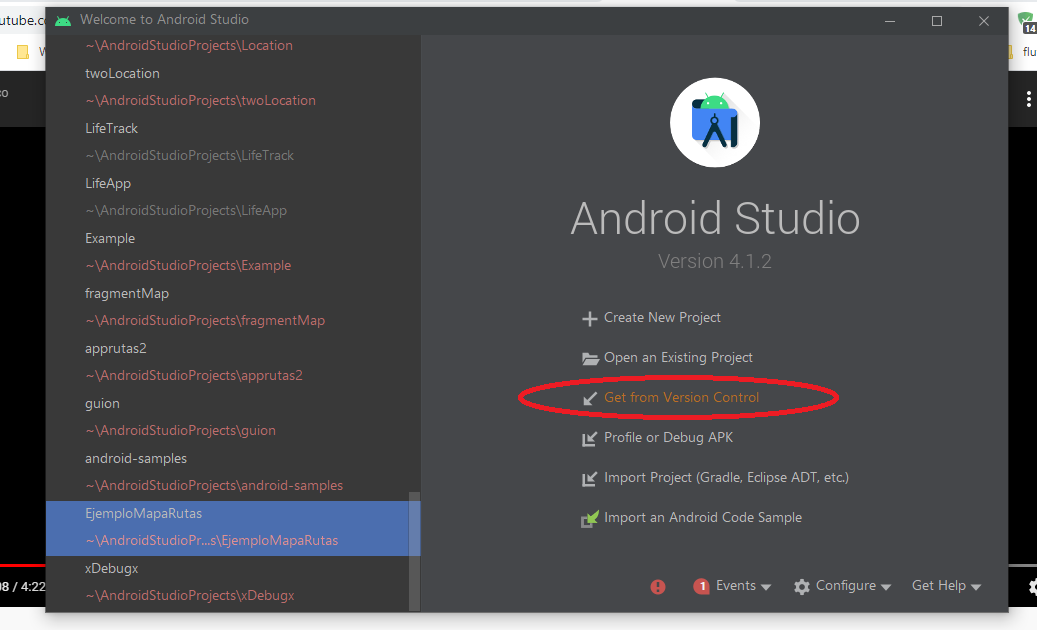 Welcome to Android Studio
utube.co
14
W
flu
co
~\AndroidStudioProjects\Location
twoLocation
~\AndroidStudioProjects\twoLocation
LifeTrack
~\AndroidStudioProjects\LifeTrack
LifeApp
~\AndroidStudioProjects\LifeApp
Example
~\AndroidStudioProjects\Example
fragmentMap
~\AndroidStudioProjects\fragmentMap
apprutas2
~\AndroidStudioProjects\apprutas2
guion
~\AndroidStudioProjects\guion
android-samples
~\AndroidStudioProjects\android-samples
EjemploMapaRutas
~\AndroidStudioPr...s\EjemploMapaRutas
xDebugx
~\AndroidStudioProjects\xDebugx
Android Studio
Version 4.1.2
Create New Project
Open an Existing Project
Get from Version Control
Profile or Debug APK
Import Project (Gradle, Eclipse ADT, etc.)
Import an Android Code Sample
1 Events
Configure
Get Help
08 / 4:22